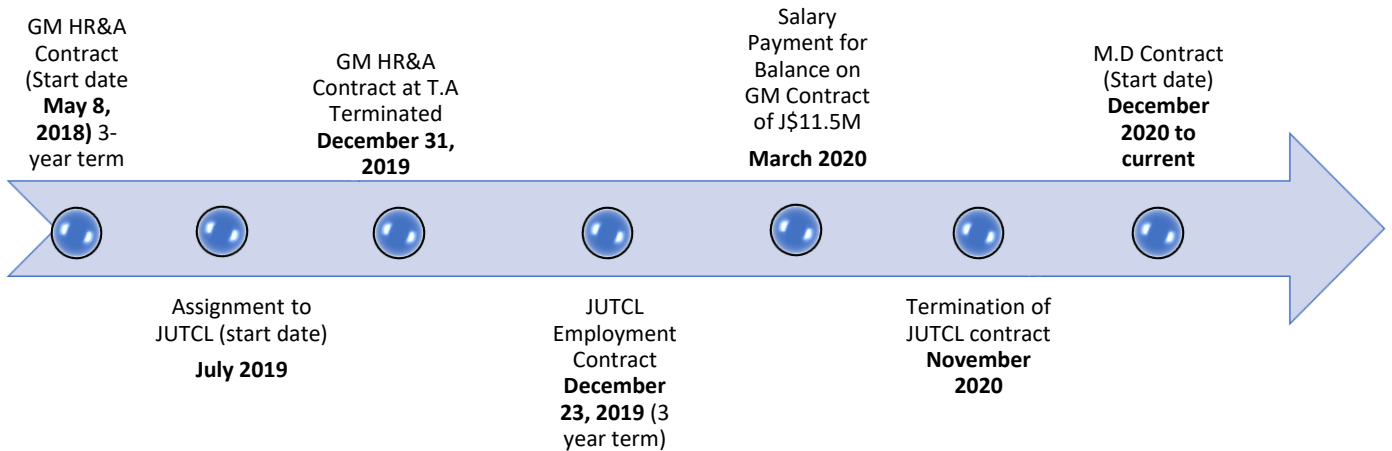 GM HR&A
Contract
(Start date
May 8,
2018) 3-
year term
Assignment to
JUTCL (start date)
July 2019
GM HR&A
Contract at T.A
Terminated
December 31,
2019
JUTCL
Employment
Contract
December
23, 2019 (3
year term)
Salary
Payment for
Balance on
GM Contract
of J$11.5M
March 2020
Termination of
JUTCL contract
November
2020
M.D Contract
(Start date)
December
2020 to
current